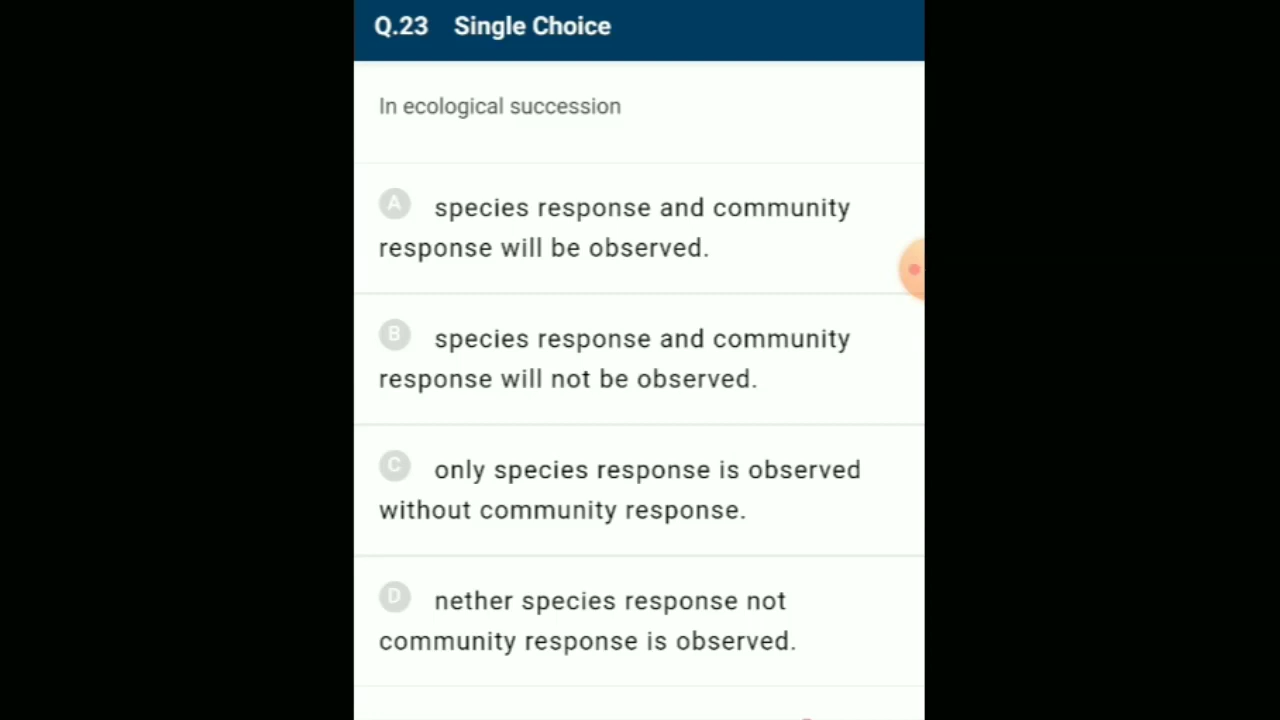 Q.23 Single Choice
In ecological succession
A species response and community
response will be observed.
B species response and community
response will not be observed.
C only species response is observed
without community response.
D nether species response not
community response is observed.